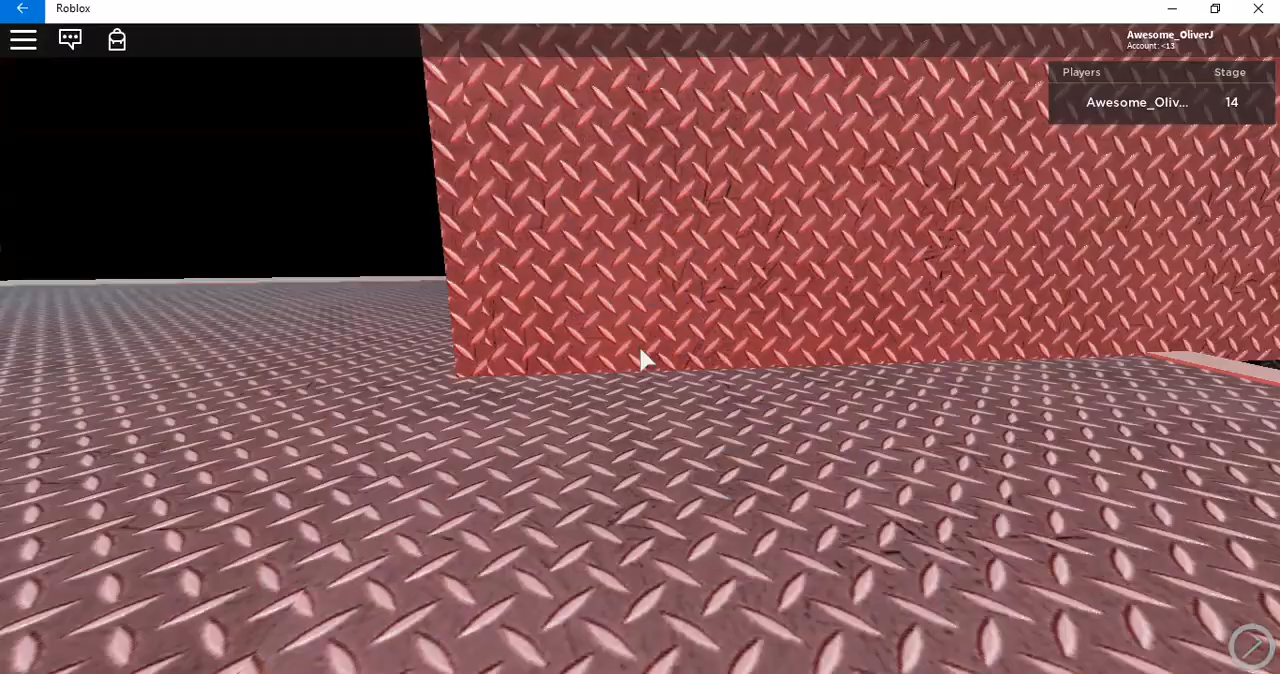 Roblox
Awesome_OliverJ
Account: <13
Players Stage
Awesome_Oliv... 14